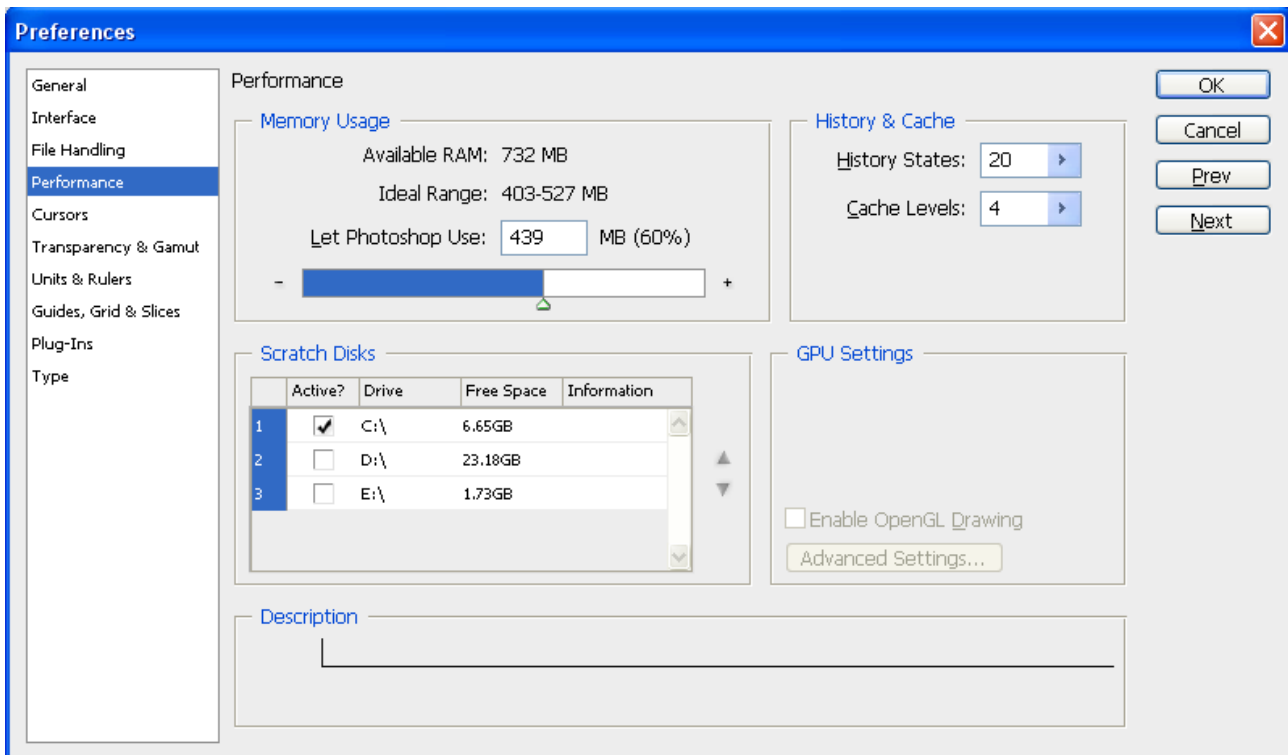 Preferences
General
Interface
File Handling
Performance
Cursors
Transparency & Gamut
Units & Rulers
Guides, Grid & Slices
Plug-Ins
Type
Performance
Memory Usage
Available RAM: 732 MB
Ideal Range: 403-527 MB
Let Photoshop Use: 439 MB (60%)
- +
History & Cache
History States: 20
Cache Levels: 4
Scratch Disks
Active? Drive Free Space Information
1 C:\ 6.65GB
2 D:\ 23.18GB
3 E:\ 1.73GB
GPU Settings
Enable OpenGL Drawing
Advanced Settings...
Description
OK
Cancel
Prev
Next